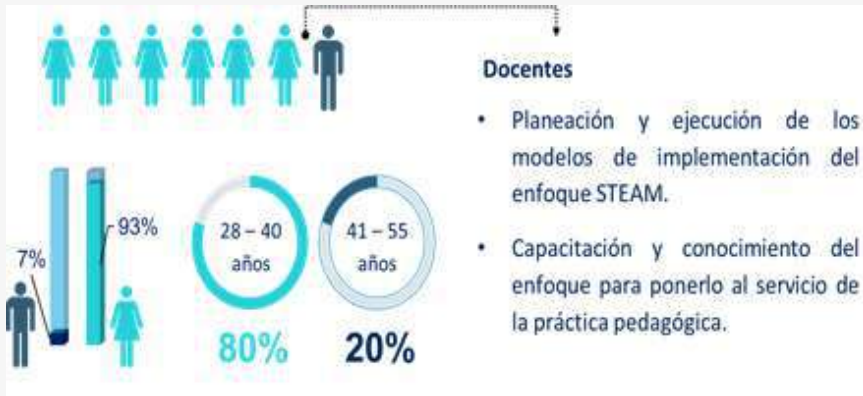 Docentes
• Planeación y ejecución de los
modelos de implementación del
enfoque STEAM.
• Capacitación y conocimiento del
enfoque para ponerlo al servicio de
la práctica pedagógica.
7%
93%
28 – 40
años
80%
41 – 55
años
20%